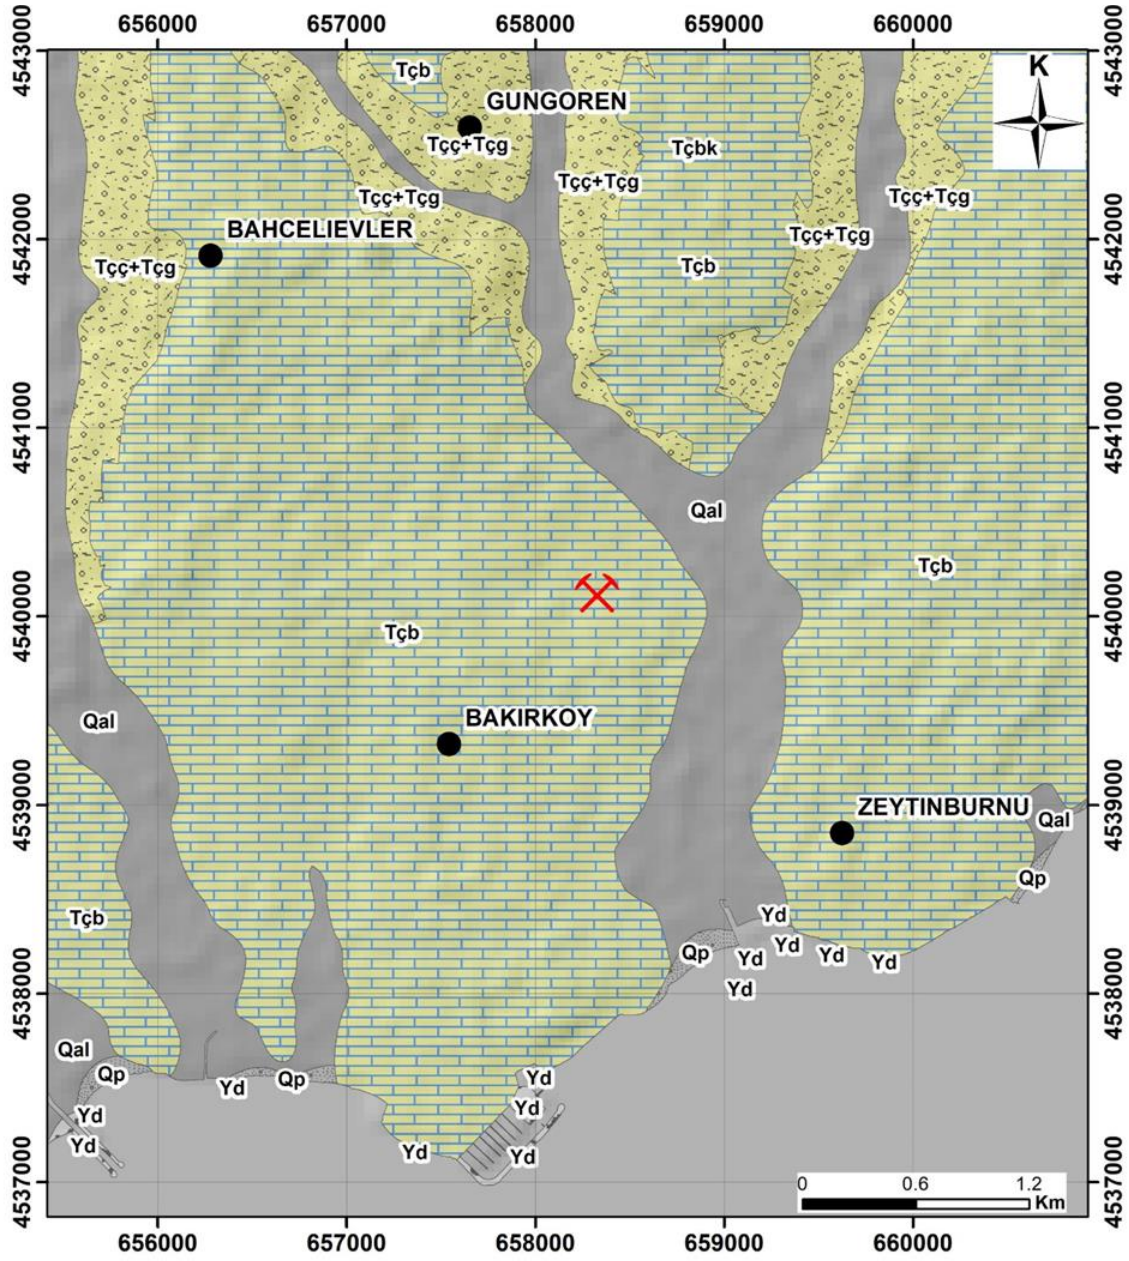 656000 657000 658000 659000 660000
4543000 4543000
K
Tçb
GUNGOREN
Tçç+Tçg
Tçbk
Tçç+Tçg
Tçç+Tçg
Tçç+Tçg
4542000 4542000
BAHCELIEVLER
Tçç+Tçg
Tçç+Tçg
Tçb
4541000 4541000
Qal
Tçb
4540000 4540000
Tçb
Qal
BAKIRKOY
4539000 4539000
ZEYTINBURNU
Qal
Qp
Tçb
Yd
Yd
Qp
Yd
Yd
Yd
Yd
4538000 4538000
Qal
Qp
Yd
Qp
Yd
Yd
Yd
Yd
Yd
Yd
4537000 4537000
0 0.6 1.2
Km
656000 657000 658000 659000 660000